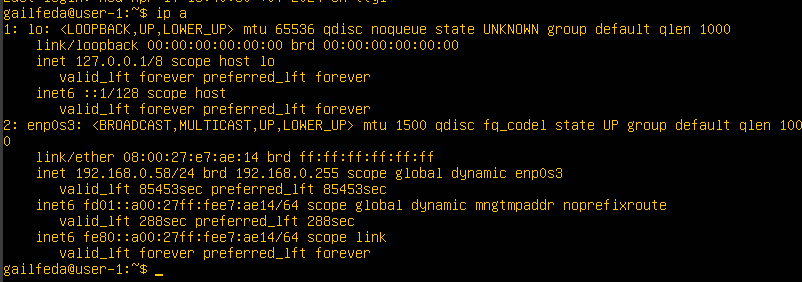 gailfeda@user-1:~$ ip a
1: lo: <LOOPBACK,UP,LOWER_UP> mtu 65536 qdisc noqueue state UNKNOWN group default qlen 1000
    link/loopback 00:00:00:00:00:00 brd 00:00:00:00:00:00
    inet 127.0.0.1/8 scope host lo
       valid_lft forever preferred_lft forever
    inet6 ::1/128 scope host
       valid_lft forever preferred_lft forever
2: enp0s3: <BROADCAST,MULTICAST,UP,LOWER_UP> mtu 1500 qdisc fq_codel state UP group default qlen 100
0
    link/ether 08:00:27:e7:ae:14 brd ff:ff:ff:ff:ff:ff
    inet 192.168.0.58/24 brd 192.168.0.255 scope global dynamic enp0s3
       valid_lft 85453sec preferred_lft 85453sec
    inet6 fd01::a00:27ff:fee7:ae14/64 scope global dynamic mngtmpaddr noprefixroute
       valid_lft 288sec preferred_lft 288sec
    inet6 fe80::a00:27ff:fee7:ae14/64 scope link
       valid_lft forever preferred_lft forever
gailfeda@user-1:~$ _